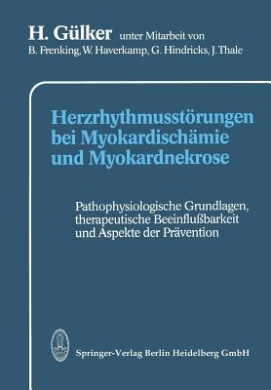 H. Gülker unter Mitarbeit von
B. Frenking, W. Haverkamp, G. Hindricks, J. Thale
Herzrhythmusstörungen
bei Myokardischämie
und Myokardnekrose
Pathophysiologische Grundlagen,
therapeutische Beeinflußbarkeit
und Aspekte der Prävention
Springer-Verlag Berlin Heidelberg GmbH